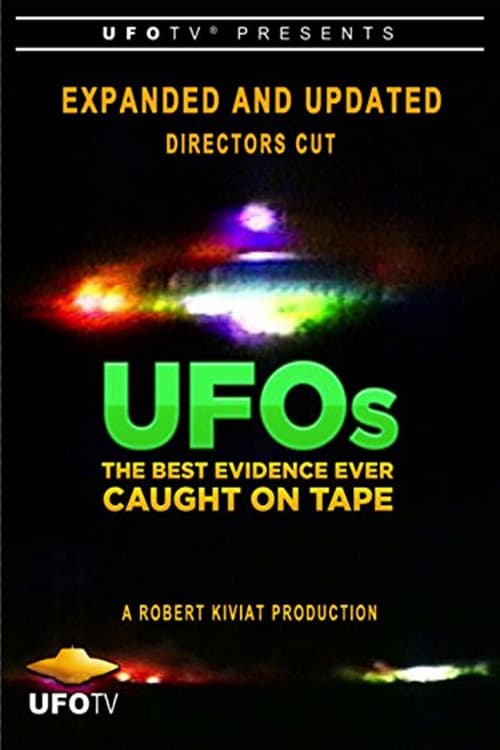 UFOTV® PRESENTS
EXPANDED AND UPDATED
DIRECTORS CUT
UFOs
THE BEST EVIDENCE EVER
CAUGHT ON TAPE
A ROBERT KIVIAT PRODUCTION
UFOTV